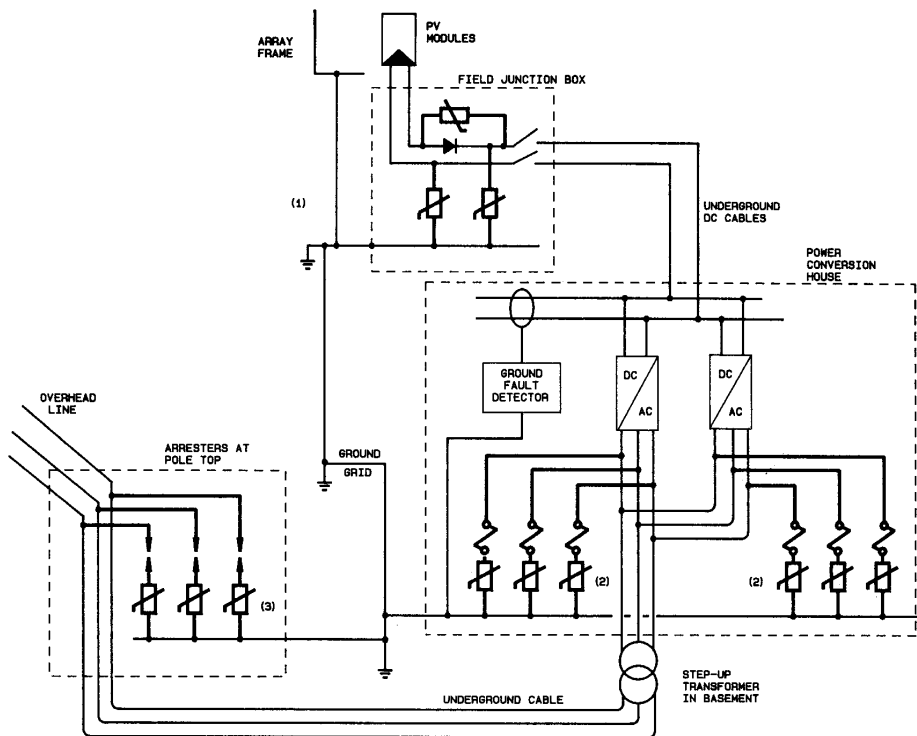 PV
MODULES
ARRAY
FRAME
FIELD JUNCTION BOX
(1)
UNDERGROUND
DC CABLES
POWER
CONVERSION
HOUSE
GROUND
FAULT
DETECTOR
DC
AC
DC
AC
OVERHEAD
LINE
ARRESTERS AT
POLE TOP
GROUND
GRID
(2)
(2)
(3)
STEP-UP
TRANSFORMER
IN BASEMENT
UNDERGROUND CABLE